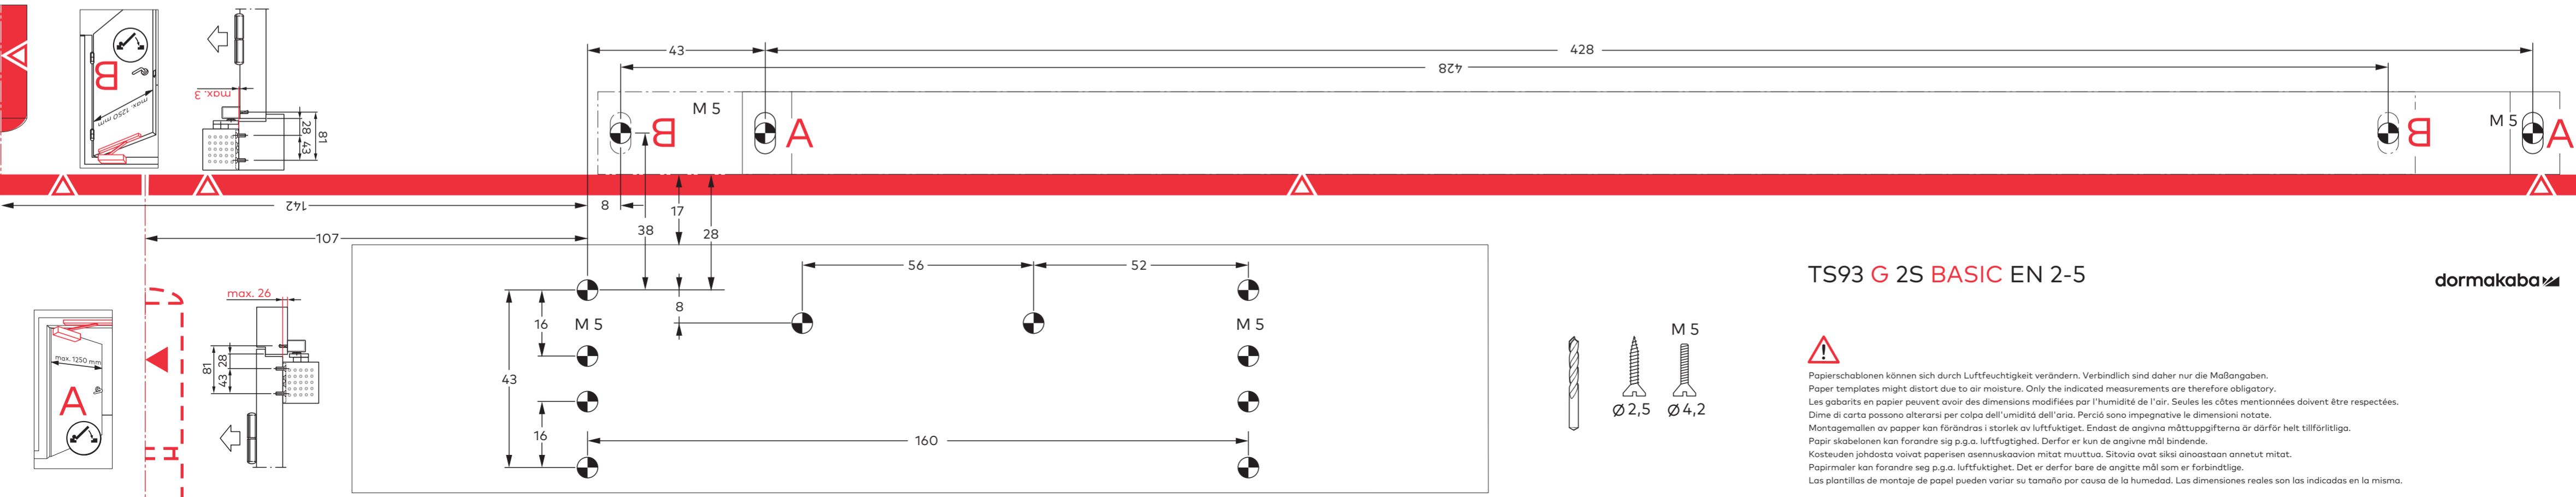 B
max. 1250 mm
max. 3
28
43
81
43
428
428
M 5
B
A
B
M 5
A
142
8
17
38
28
107
56
52
8
max. 26
81
28
43
max. 1250 mm
A
16
M 5
M 5
43
16
160
M 5
Ø 2,5
Ø 4,2
TS93 G 2S BASIC EN 2-5
dormakaba
Papierschablonen können sich durch Luftfeuchtigkeit verändern. Verbindlich sind daher nur die Maßangaben.
Paper templates might distort due to air moisture. Only the indicated measurements are therefore obligatory.
Les gabarits en papier peuvent avoir des dimensions modifiées par l'humidité de l'air. Seules les côtes mentionnées doivent être respectées.
Dime di carta possono alterarsi per colpa dell'umiditá dell'aria. Perció sono impegnative le dimensioni notate.
Montagemallen av papper kan förändras i storlek av luftfuktiget. Endast de angivna måttuppgifterna är därför helt tillförlitliga.
Papir skabelonen kan forandre sig p.g.a. luftfugtighed. Derfor er kun de angivne mål bindende.
Kosteuden johdosta voivat paperisen asennuskaavion mitat muuttua. Sitovia ovat siksi ainoastaan annetut mitat.
Papirmaler kan forandre seg p.g.a. luftfuktighet. Det er derfor bare de angitte mål som er forbindtlige.
Las plantillas de montaje de papel pueden variar su tamaño por causa de la humedad. Las dimensiones reales son las indicadas en la misma.